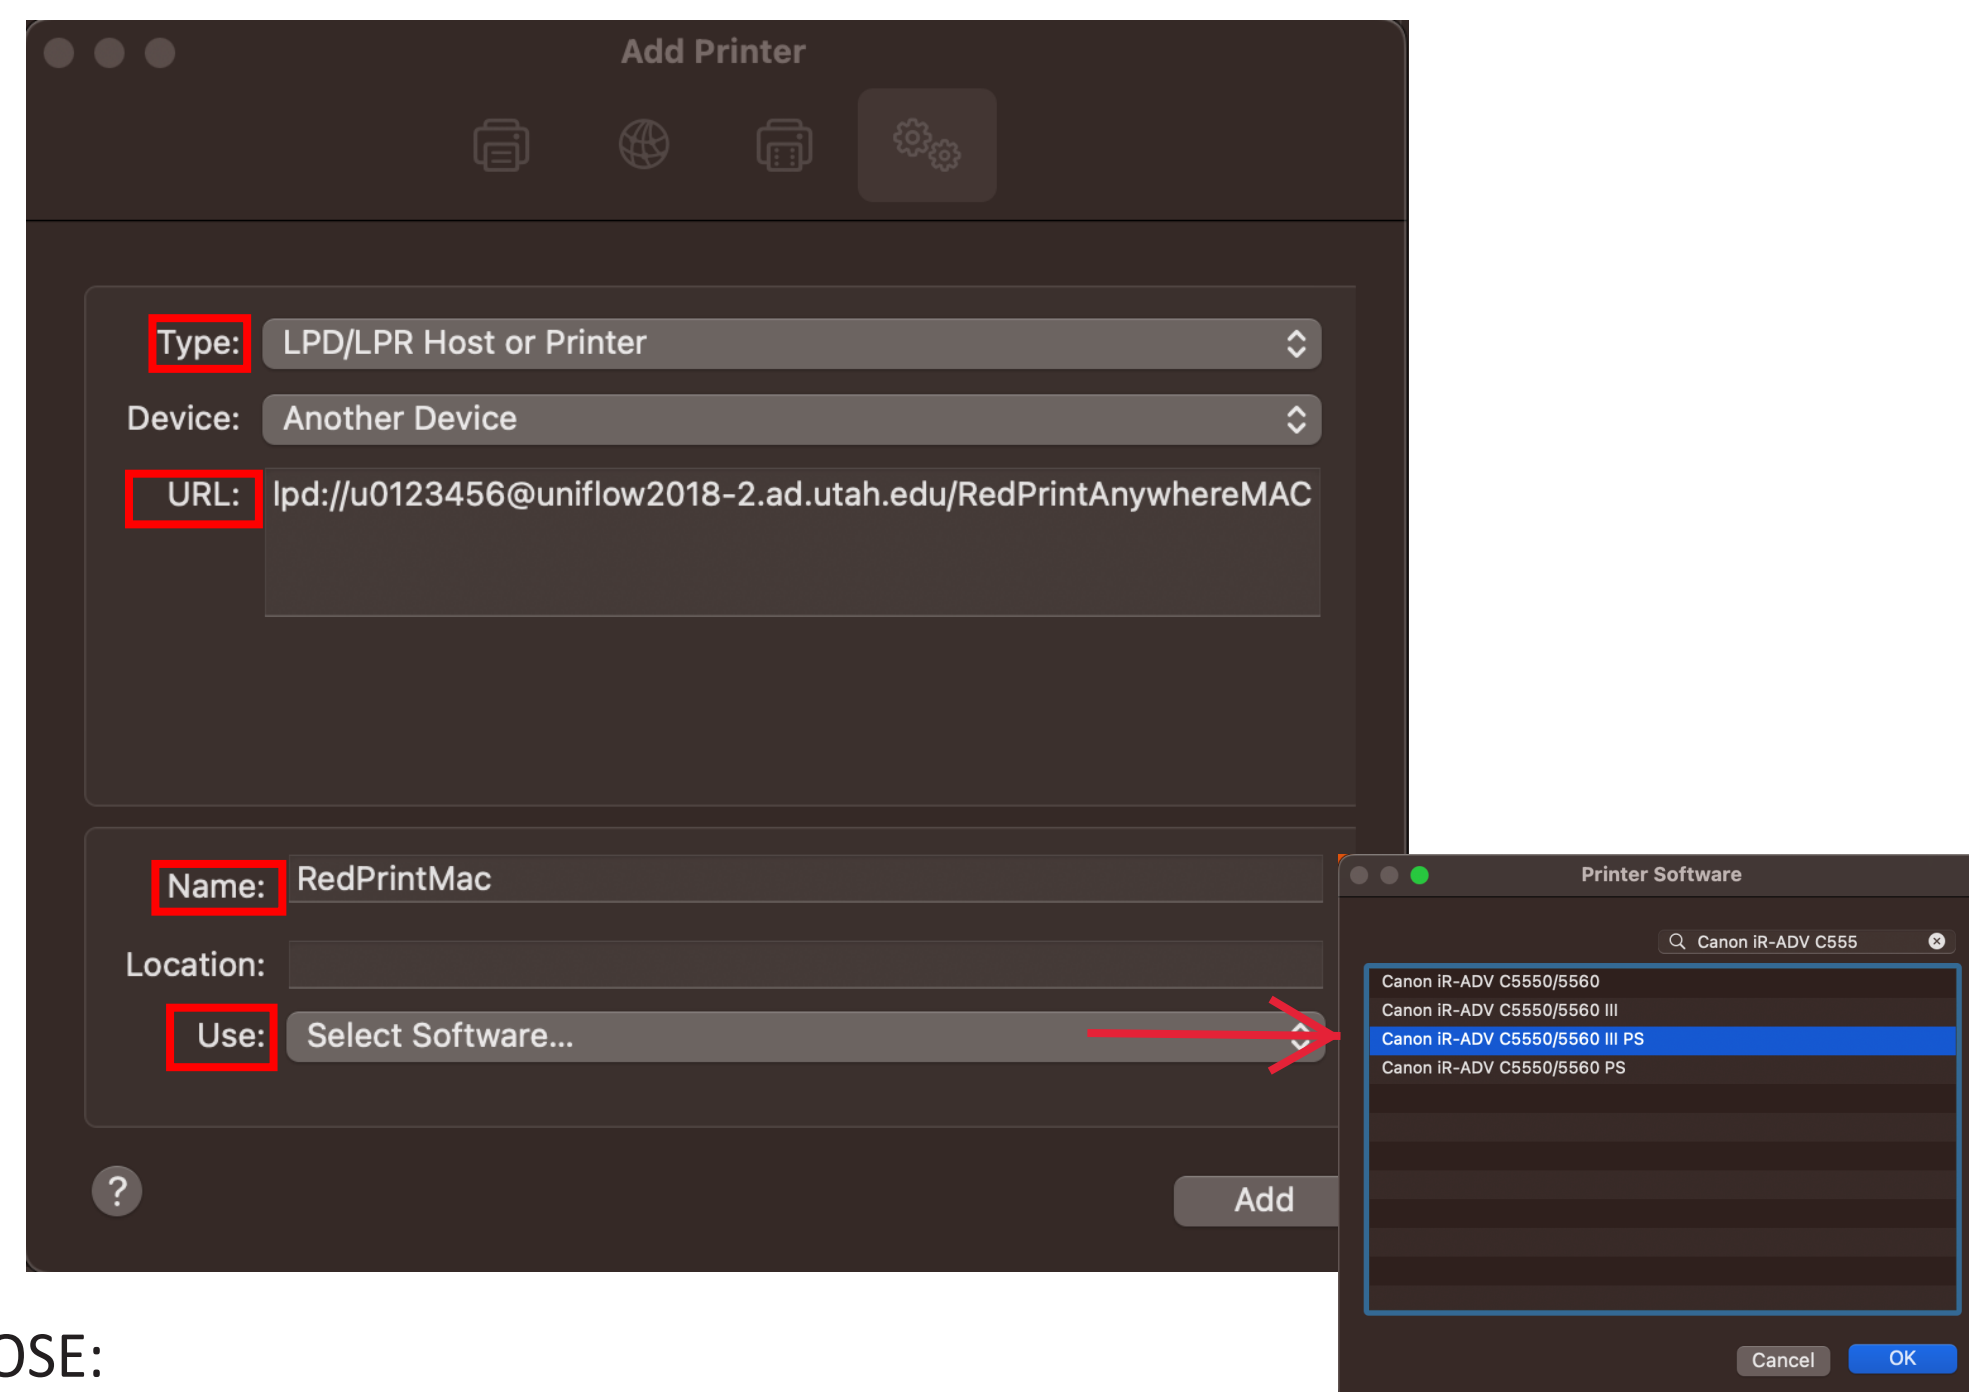 Add Printer
Type: LPD/LPR Host or Printer
Device: Another Device
URL: lpd://u0123456@uniflow2018-2.ad.utah.edu/RedPrintAnywhereMAC
Name: RedPrintMac
Location:
Use: Select Software...
?
Add
Printer Software
Canon iR-ADV C555
Canon iR-ADV C5550/5560
Canon iR-ADV C5550/5560 III
Canon iR-ADV C5550/5560 III PS
Canon iR-ADV C5550/5560 PS
Cancel OK
OSE: